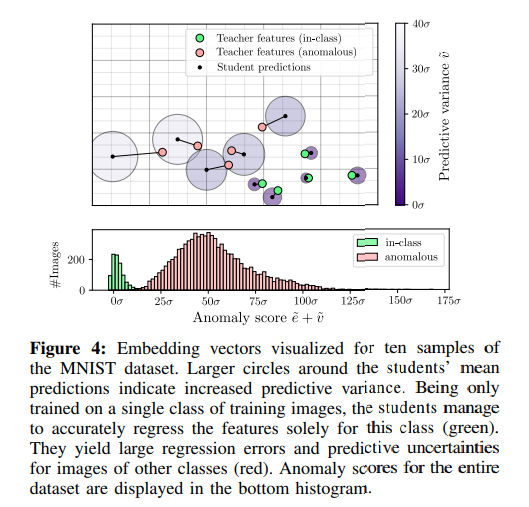 Teacher features (in-class)
Teacher features (anomalous)
Student predictions
40σ
30σ
20σ
10σ
0σ
Predictive variance ṽ
in-class
anomalous
200
0
#Images
0σ 25σ 50σ 75σ 100σ 125σ 150σ 175σ
Anomaly score ẽ + ṽ
Figure 4: Embedding vectors visualized for ten samples of
the MNIST dataset. Larger circles around the students' mean
predictions indicate increased predictive variance. Being only
trained on a single class of training images, the students manage
to accurately regress the features solely for this class (green).
They yield large regression errors and predictive uncertainties
for images of other classes (red). Anomaly scores for the entire
dataset are displayed in the bottom histogram.